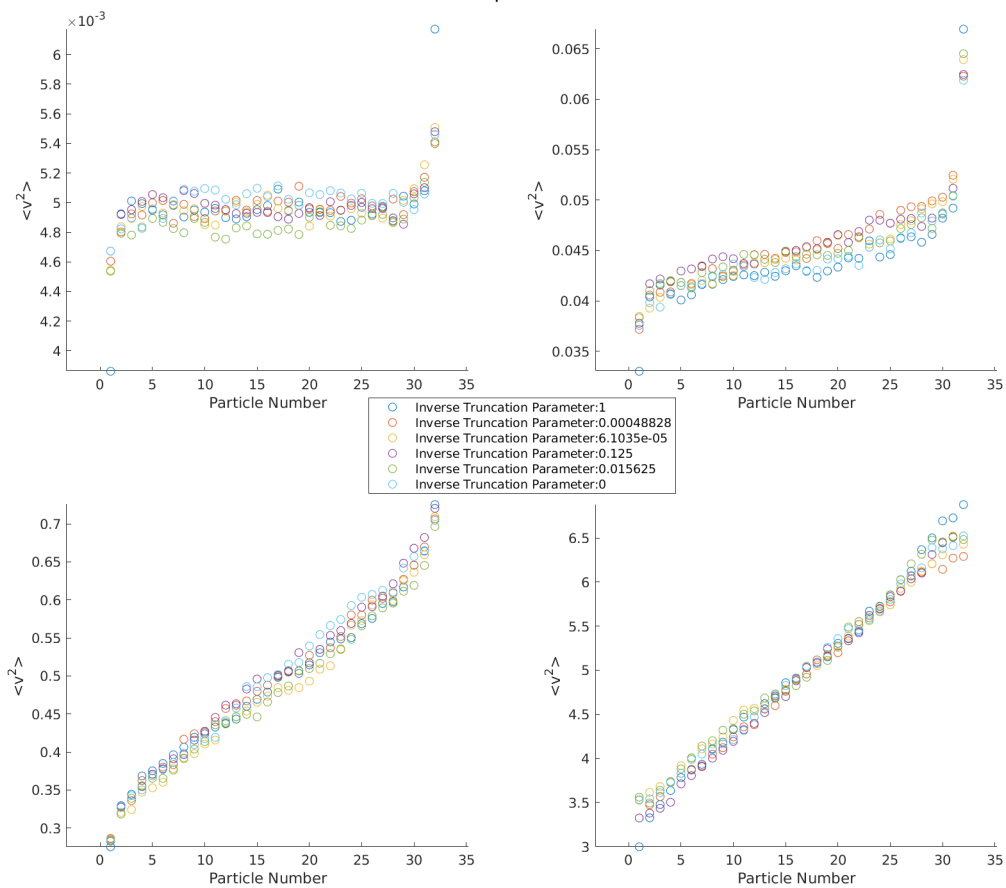 ×10⁻³
6
5.8
5.6
5.4
5.2
5
4.8
4.6
4.4
4.2
4
<v²>
0 5 10 15 20 25 30 35
Particle Number
0.065
0.06
0.055
0.05
0.045
0.04
0.035
<v²>
0 5 10 15 20 25 30 35
Particle Number
Inverse Truncation Parameter:1
Inverse Truncation Parameter:0.00048828
Inverse Truncation Parameter:6.1035e-05
Inverse Truncation Parameter:0.125
Inverse Truncation Parameter:0.015625
Inverse Truncation Parameter:0
0.7
0.65
0.6
0.55
0.5
0.45
0.4
0.35
0.3
<v²>
0 5 10 15 20 25 30 35
Particle Number
6.5
6
5.5
5
4.5
4
3.5
3
<v²>
0 5 10 15 20 25 30 35
Particle Number